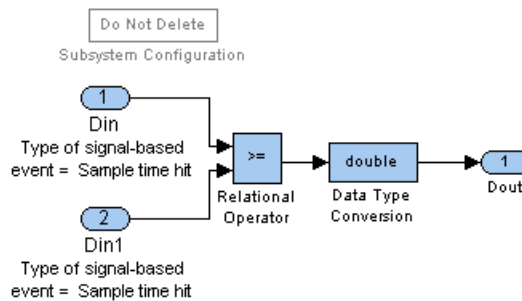 Do Not Delete
Subsystem Configuration
1
Din
Type of signal-based
event = Sample time hit
>=
Relational
Operator
double
Data Type
Conversion
1
Dout
2
Din1
Type of signal-based
event = Sample time hit